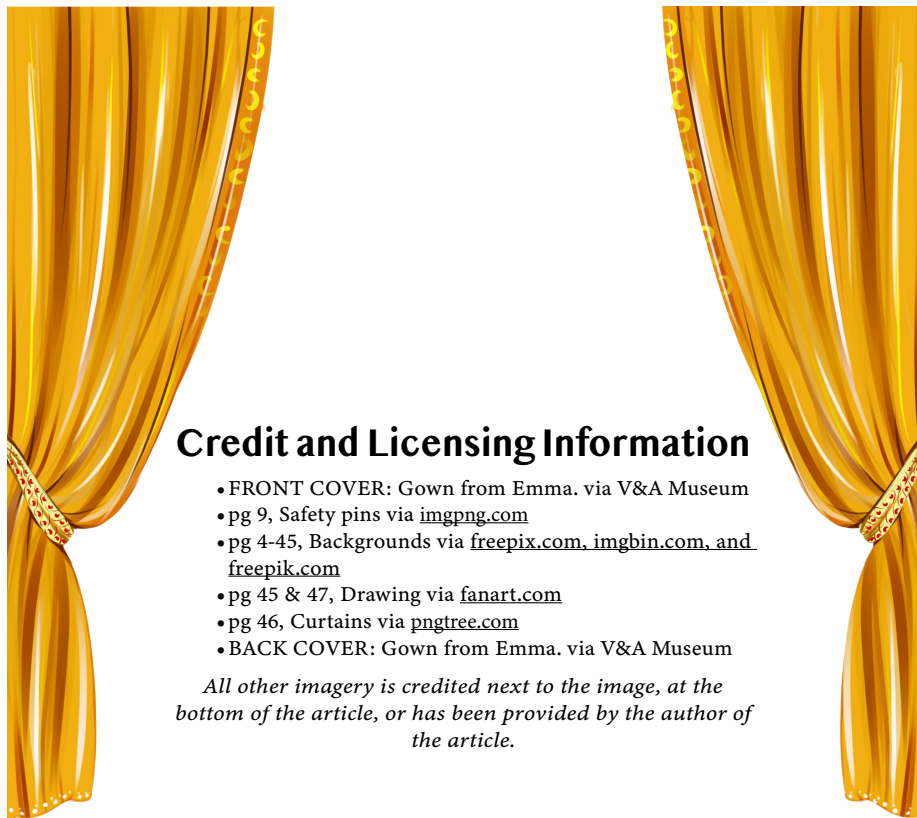 Credit and Licensing Information
• FRONT COVER: Gown from Emma. via V&A Museum
• pg 9, Safety pins via imgpng.com
• pg 4-45, Backgrounds via freepix.com, imgbin.com, and
freepik.com
• pg 45 & 47, Drawing via fanart.com
• pg 46, Curtains via pngtree.com
• BACK COVER: Gown from Emma. via V&A Museum
All other imagery is credited next to the image, at the
bottom of the article, or has been provided by the author of
the article.